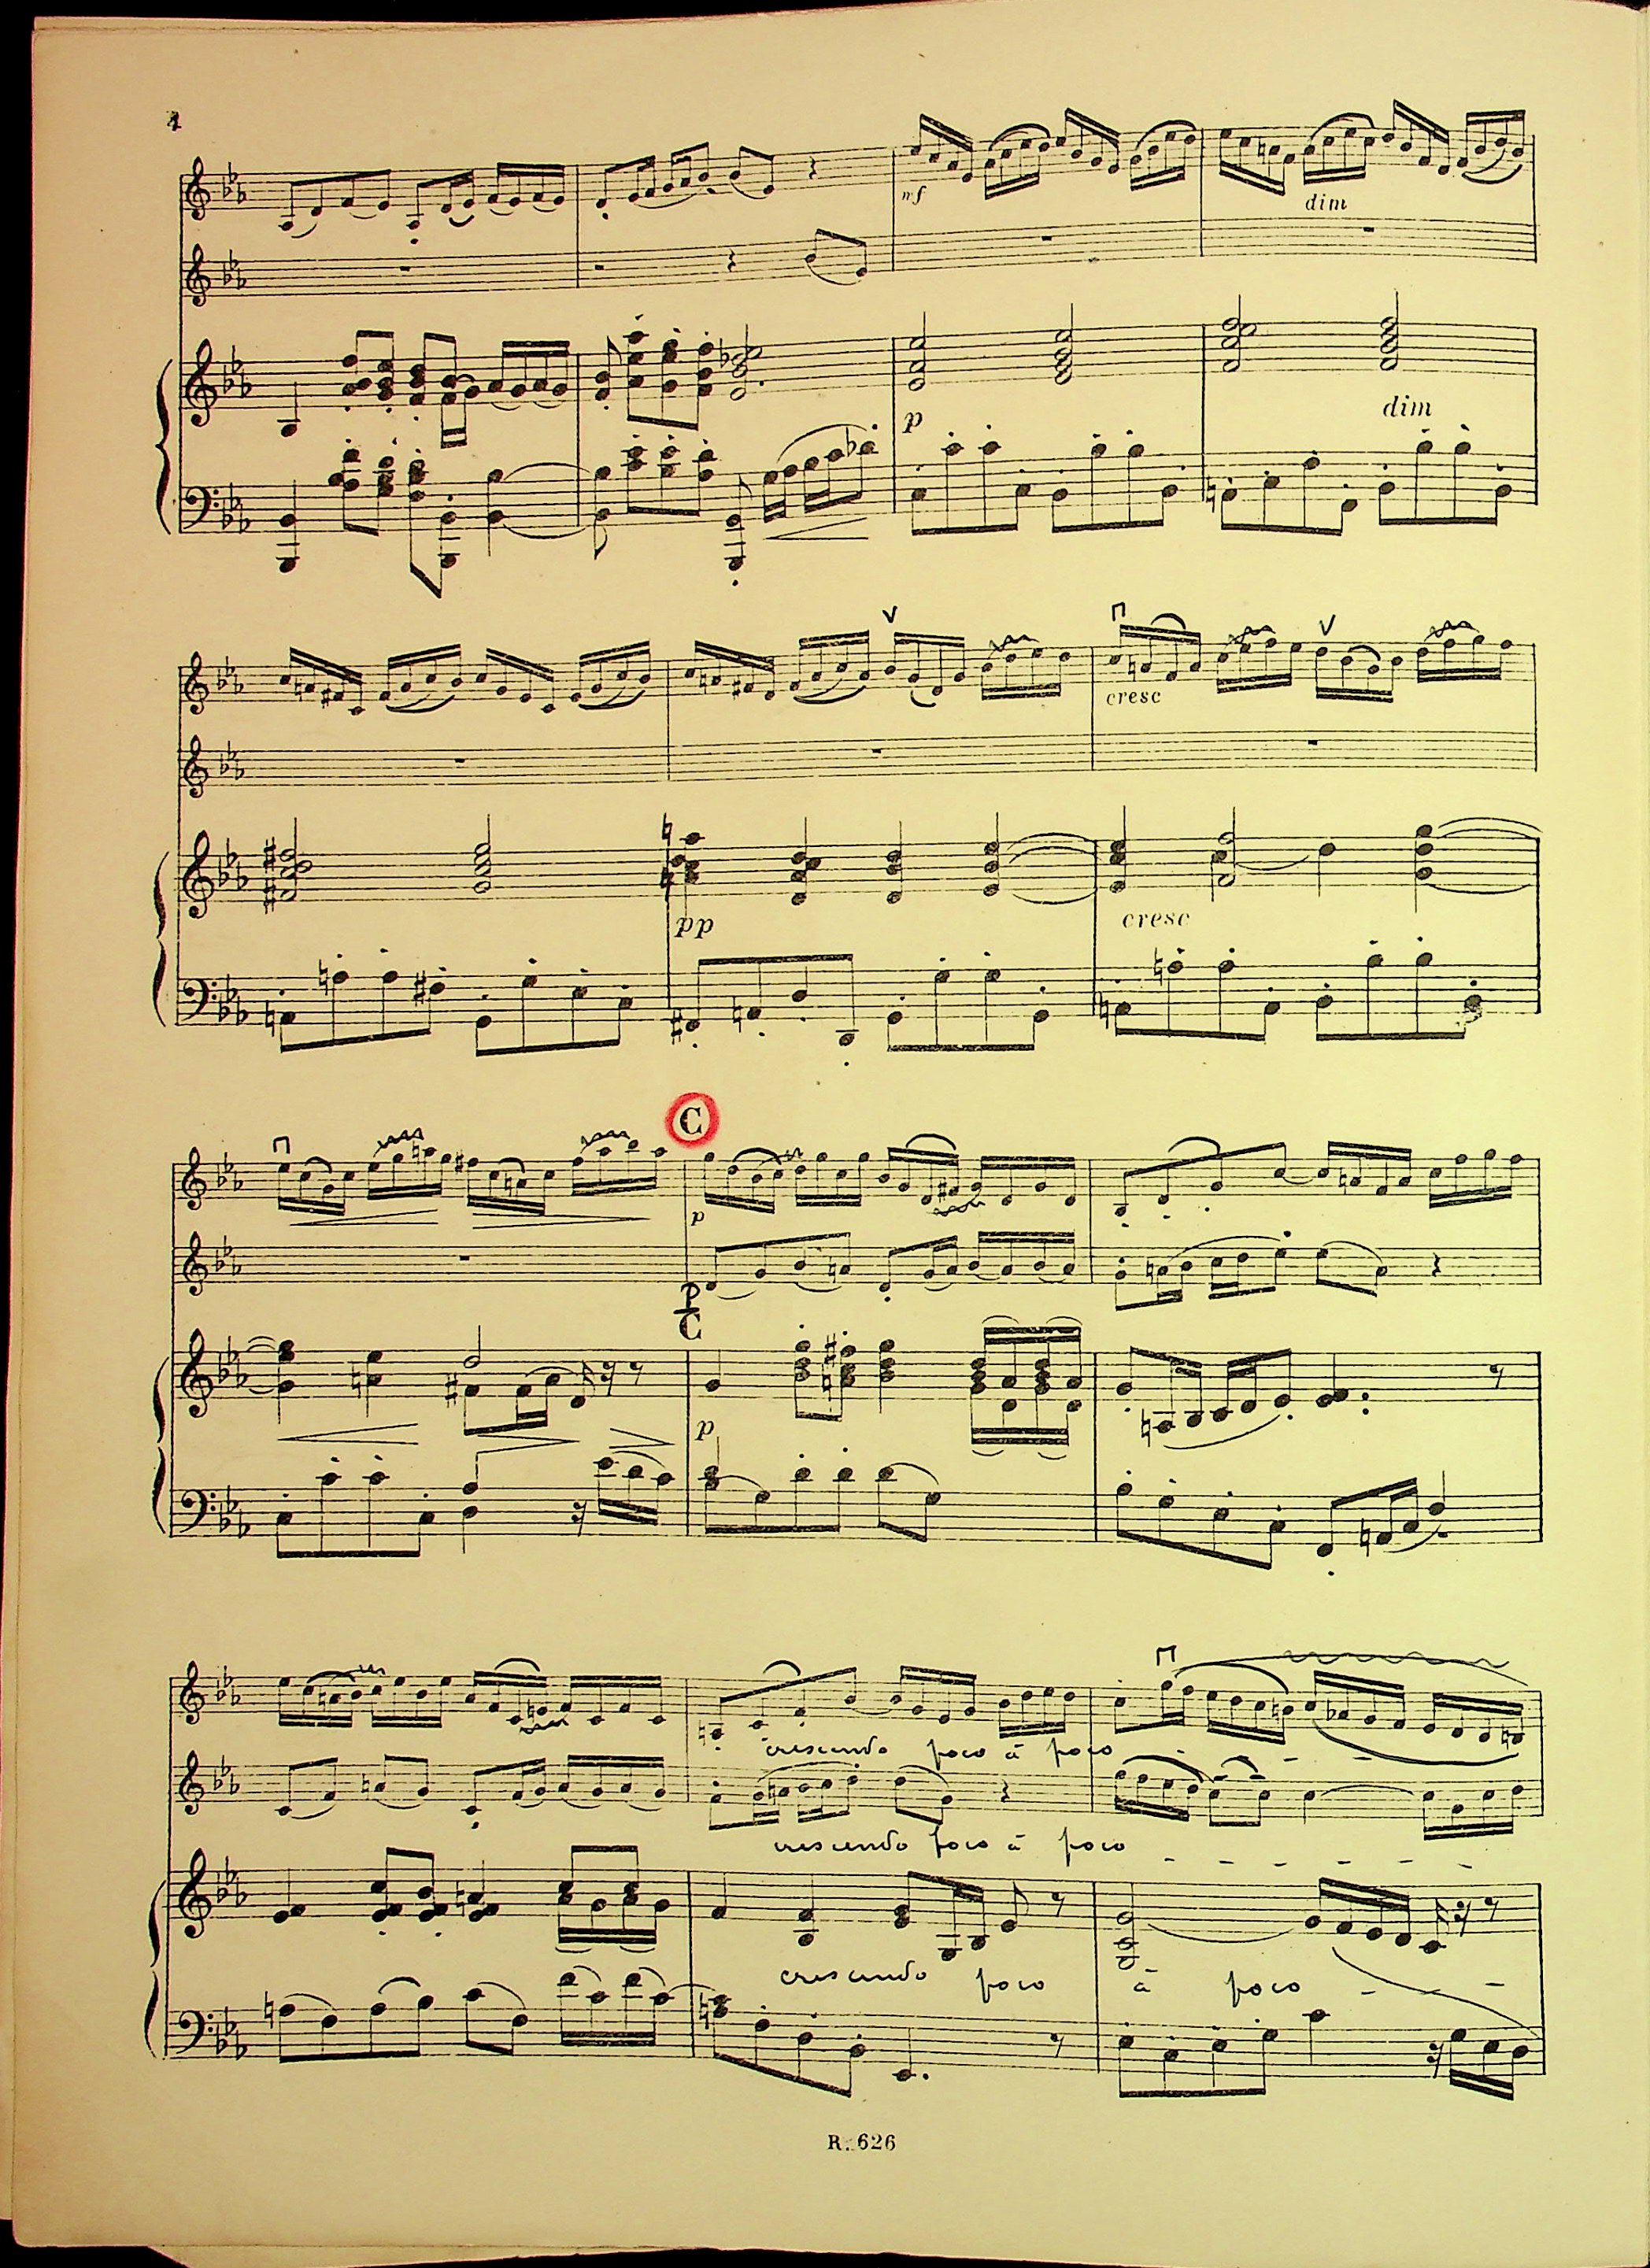 4
mf
dim
p
dim
cresc
pp
cresc
C
p
p
C
p
crescendo poco à poco
crescendo poco à poco
crescendo poco à poco
R. 626